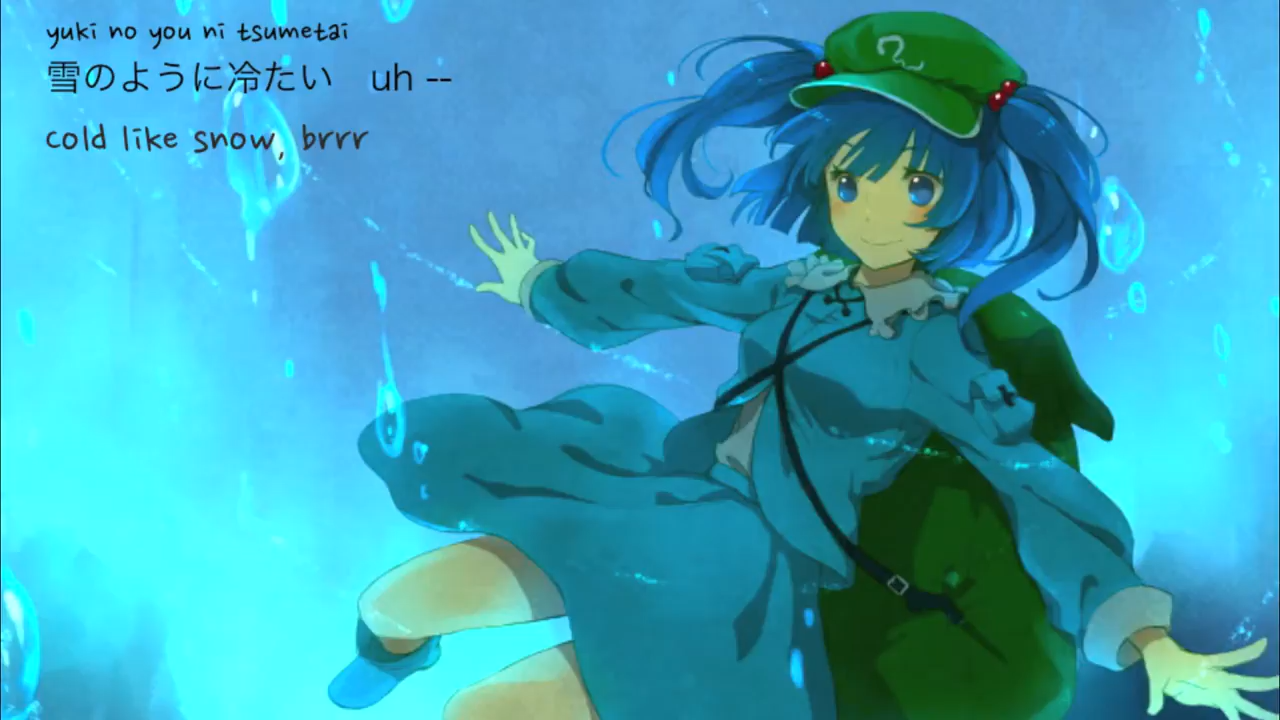 yuki no you ni tsumetai
雪のように冷たい　uh --
cold like snow, brrr